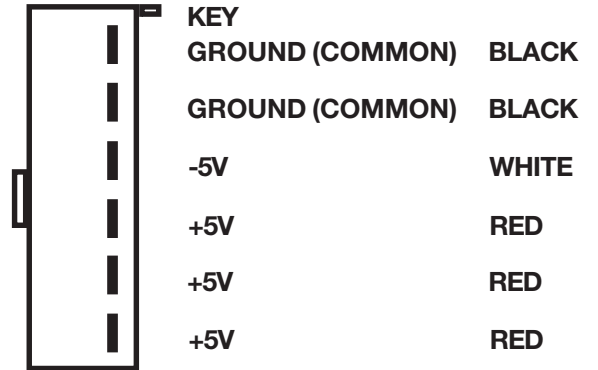 KEY
GROUND (COMMON) BLACK
GROUND (COMMON) BLACK
-5V WHITE
+5V RED
+5V RED
+5V RED